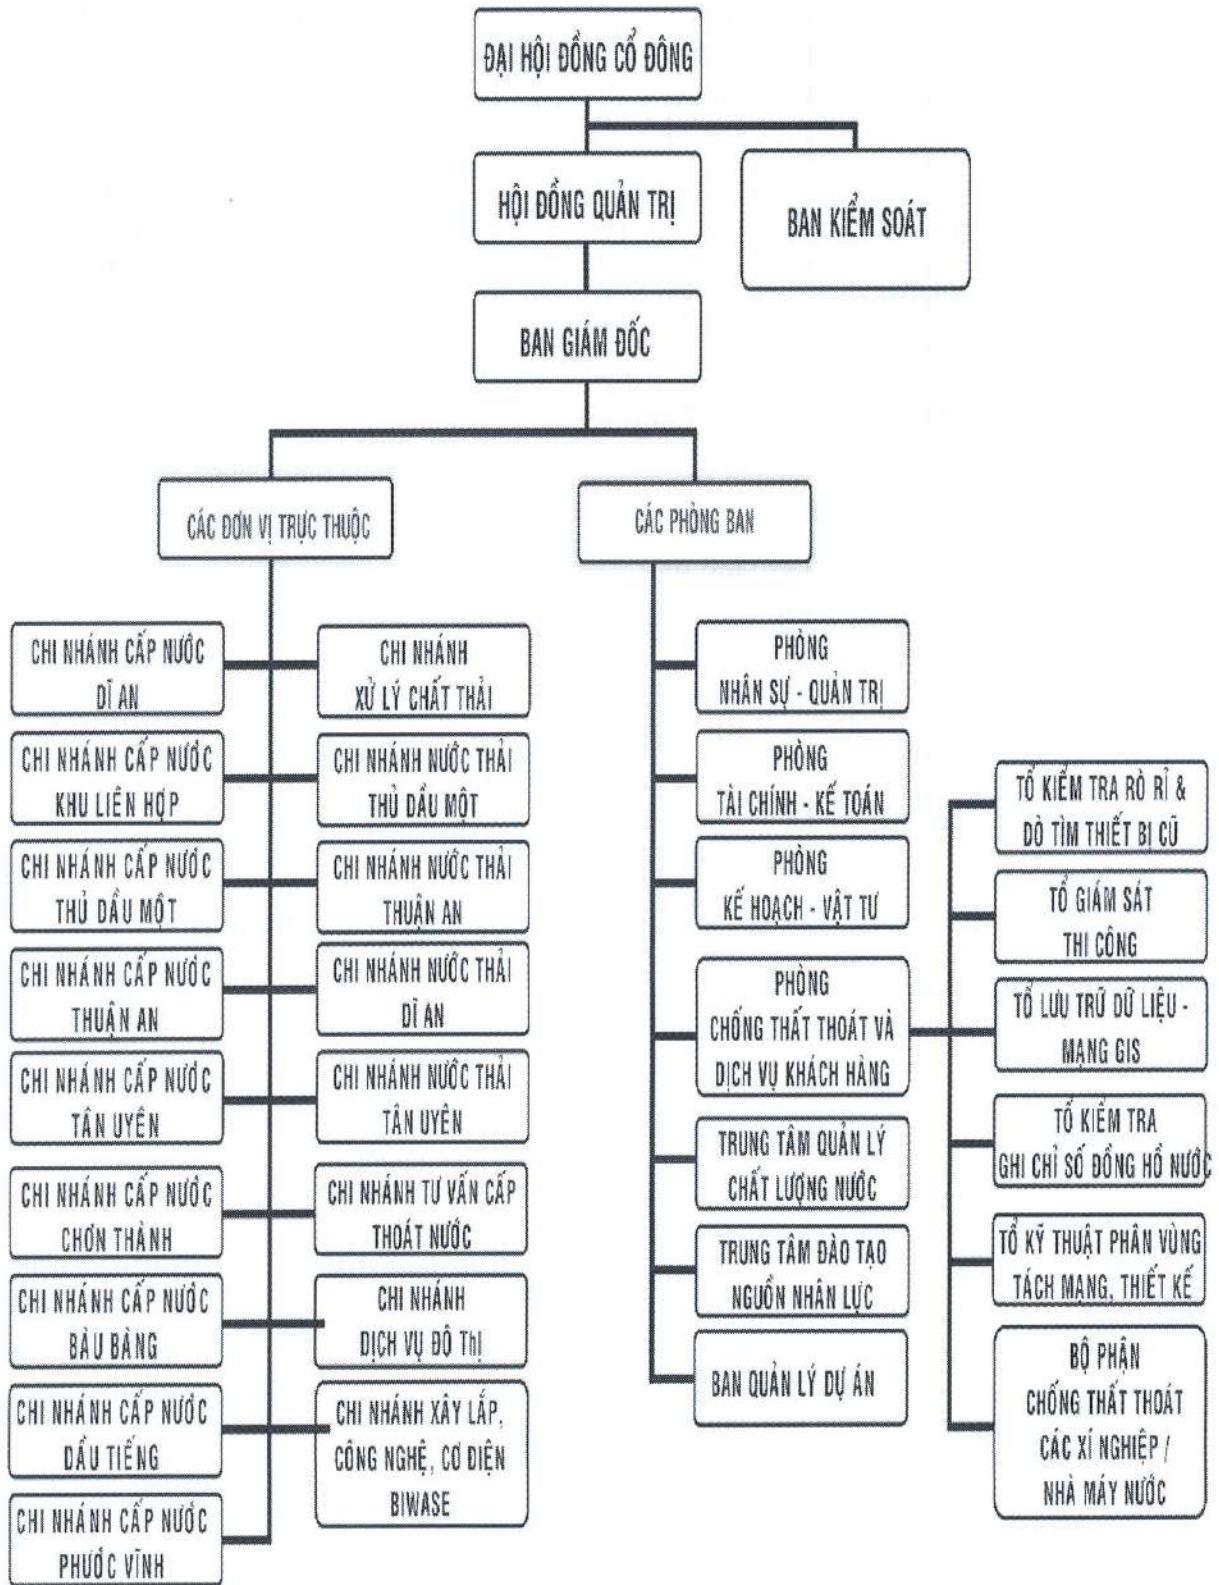 ĐẠI HỘI ĐỒNG CỔ ĐÔNG
HỘI ĐỒNG QUẢN TRỊ
BAN KIỂM SOÁT
BAN GIÁM ĐỐC
CÁC ĐƠN VỊ TRỰC THUỘC
CÁC PHÒNG BAN
CHI NHÁNH CẤP NƯỚC
DĨ AN
CHI NHÁNH CẤP NƯỚC
KHU LIÊN HỢP
CHI NHÁNH CẤP NƯỚC
THỦ DẦU MỘT
CHI NHÁNH CẤP NƯỚC
THUẬN AN
CHI NHÁNH CẤP NƯỚC
TÂN UYÊN
CHI NHÁNH CẤP NƯỚC
CHƠN THÀNH
CHI NHÁNH CẤP NƯỚC
BÀU BÀNG
CHI NHÁNH CẤP NƯỚC
DẦU TIẾNG
CHI NHÁNH CẤP NƯỚC
PHƯỚC VĨNH
CHI NHÁNH
XỬ LÝ CHẤT THẢI
CHI NHÁNH NƯỚC THẢI
THỦ DẦU MỘT
CHI NHÁNH NƯỚC THẢI
THUẬN AN
CHI NHÁNH NƯỚC THẢI
DĨ AN
CHI NHÁNH NƯỚC THẢI
TÂN UYÊN
CHI NHÁNH TƯ VẤN CẤP
THOÁT NƯỚC
CHI NHÁNH
DỊCH VỤ ĐÔ Thị
CHI NHÁNH XÂY LẮP,
CÔNG NGHỆ, CƠ ĐIỆN
BIWASE
PHÒNG
NHÂN SỰ - QUẢN TRỊ
PHÒNG
TÀI CHÍNH - KẾ TOÁN
PHÒNG
KẾ HOẠCH - VẬT TƯ
PHÒNG
CHỐNG THẤT THOÁT VÀ
DỊCH VỤ KHÁCH HÀNG
TRUNG TÂM QUẢN LÝ
CHẤT LƯỢNG NƯỚC
TRUNG TÂM ĐÀO TẠO
NGUỒN NHÂN LỰC
BAN QUẢN LÝ DỰ ÁN
TỔ KIỂM TRA RÒ RỈ &
DÒ TÌM THIẾT BỊ CŨ
TỔ GIÁM SÁT
THI CÔNG
TỔ LƯU TRỮ DỮ LIỆU -
MẠNG GIS
TỔ KIỂM TRA
GHI CHỈ SỐ ĐỒNG HỒ NƯỚC
TỔ KỸ THUẬT PHÂN VÙNG
TÁCH MẠNG, THIẾT KẾ
BỘ PHẬN
CHỐNG THẤT THOÁT
CÁC XÍ NGHIỆP /
NHÀ MÁY NƯỚC